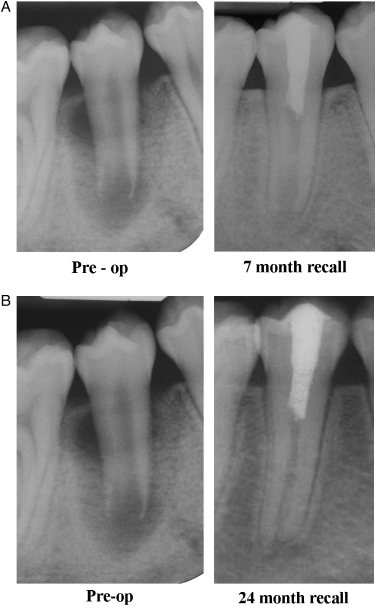 A
Pre - op
7 month recall
B
Pre-op
24 month recall